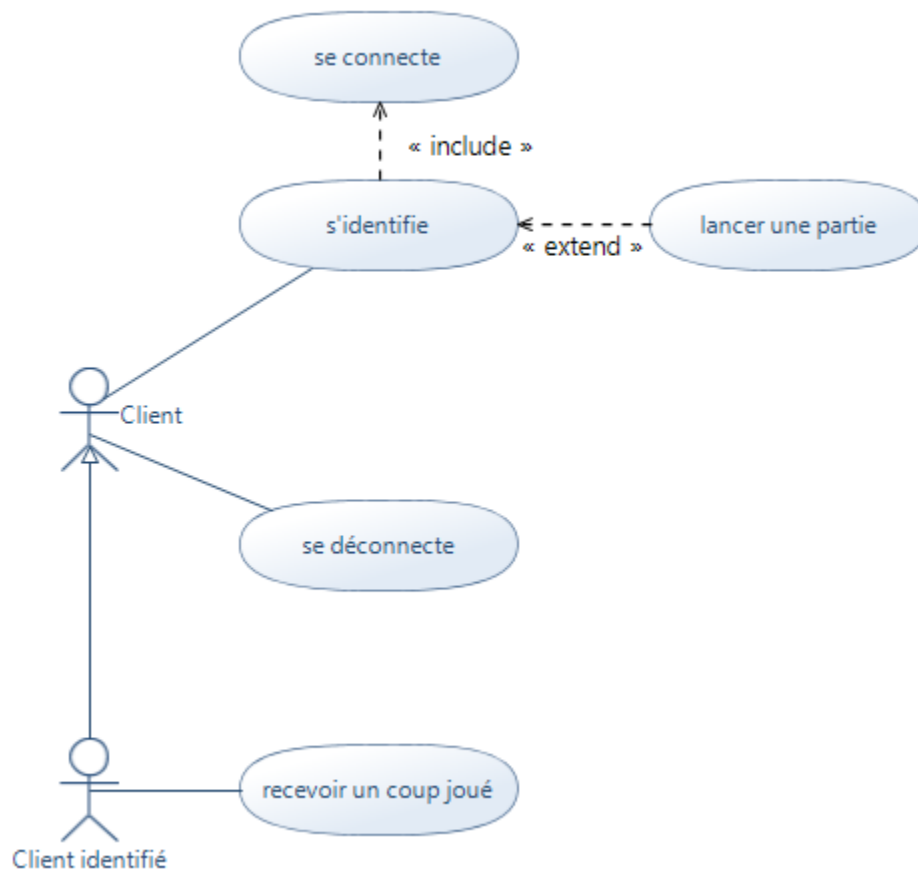 se connecte
« include »
s'identifie
lancer une partie
« extend »
Client
se déconnecte
recevoir un coup joué
Client identifié